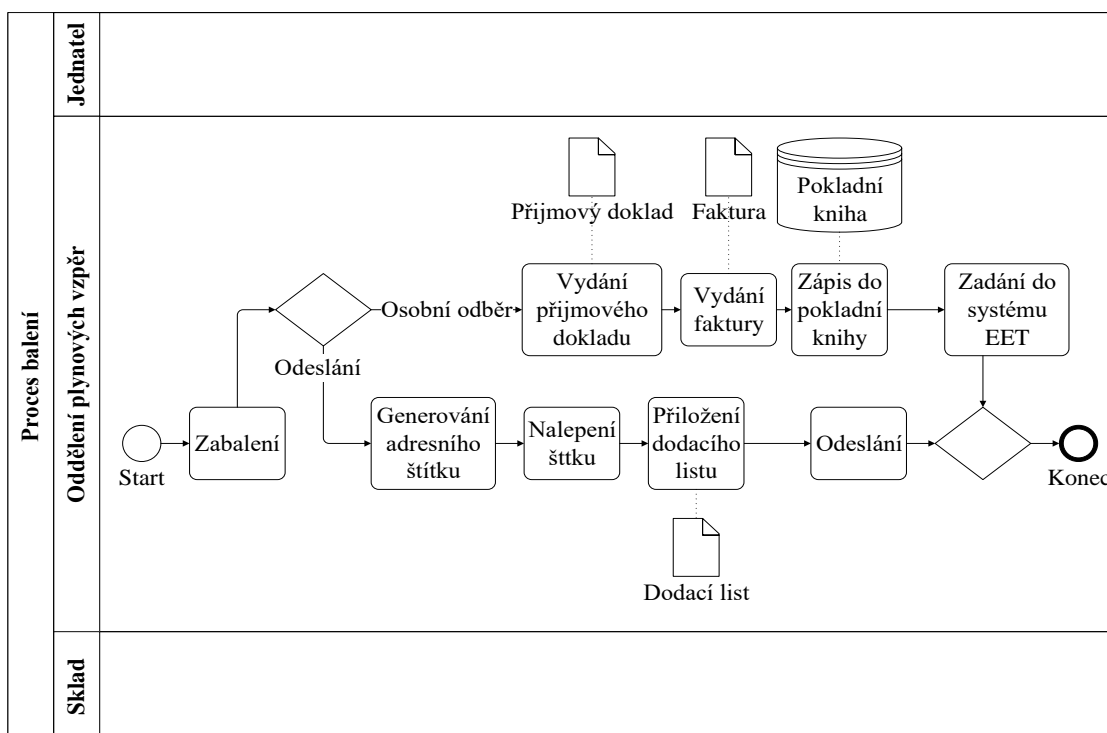 Proces balení
Jednatel
Oddělení plynových vzpěr
Sklad
Přijmový doklad
Faktura
Pokladní
kniha
Osobní odběr
Vydání
přijmového
dokladu
Vydání
faktury
Zápis do
pokladní
knihy
Zadání do
systému
EET
Odeslání
Start
Zabalení
Generování
adresního
štítku
Nalepení
šttku
Přiložení
dodacího
listu
Odeslání
Konec
Dodací list